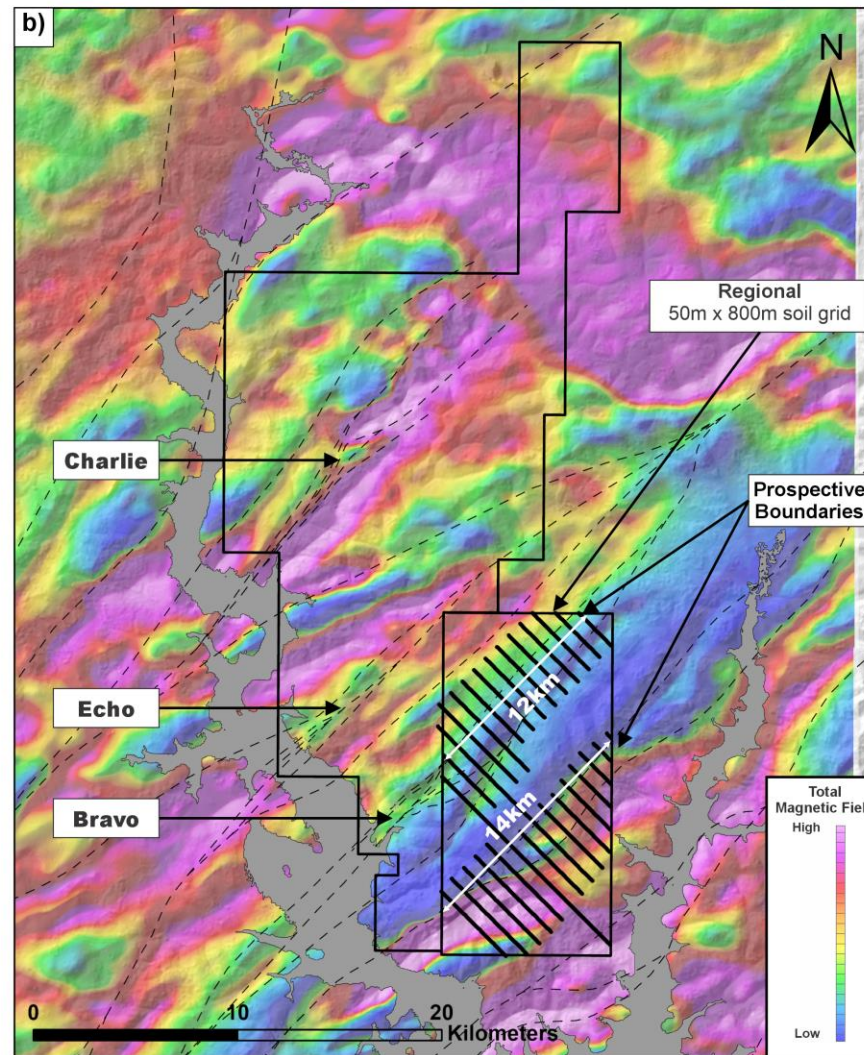 b)
N
Regional
50m x 800m soil grid
Charlie
Prospective
Boundaries
Echo
12km
Bravo
14km
Total
Magnetic Field
High
Low
0
10
20
Kilometers